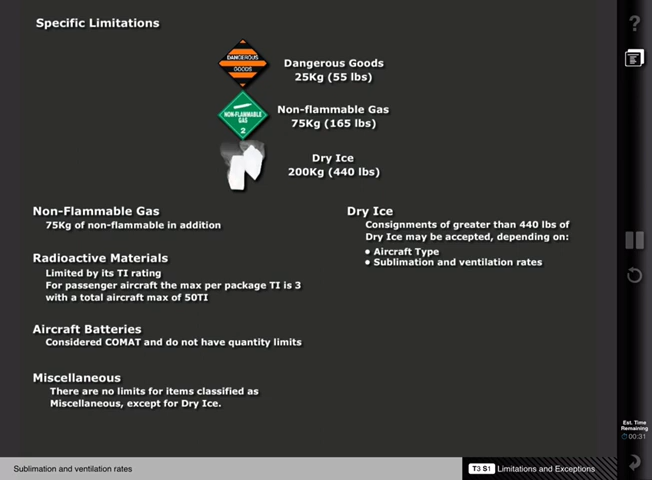 Specific Limitations
DANGEROUS
GOODS
Dangerous Goods
25Kg (55 lbs)
NON-FLAMMABLE
GAS
2
Non-flammable Gas
75Kg (165 lbs)
Dry Ice
200Kg (440 lbs)
Non-Flammable Gas
75Kg of non-flammable in addition
Radioactive Materials
Limited by its TI rating
For passenger aircraft the max per package TI is 3
with a total aircraft max of 50TI
Aircraft Batteries
Considered COMAT and do not have quantity limits
Miscellaneous
There are no limits for items classified as
Miscellaneous, except for Dry Ice.
Dry Ice
Consignments of greater than 440 lbs of
Dry Ice may be accepted, depending on:
• Aircraft Type
• Sublimation and ventilation rates
?
Est. Time
Remaining
00:31
Sublimation and ventilation rates
T3 S1 Limitations and Exceptions